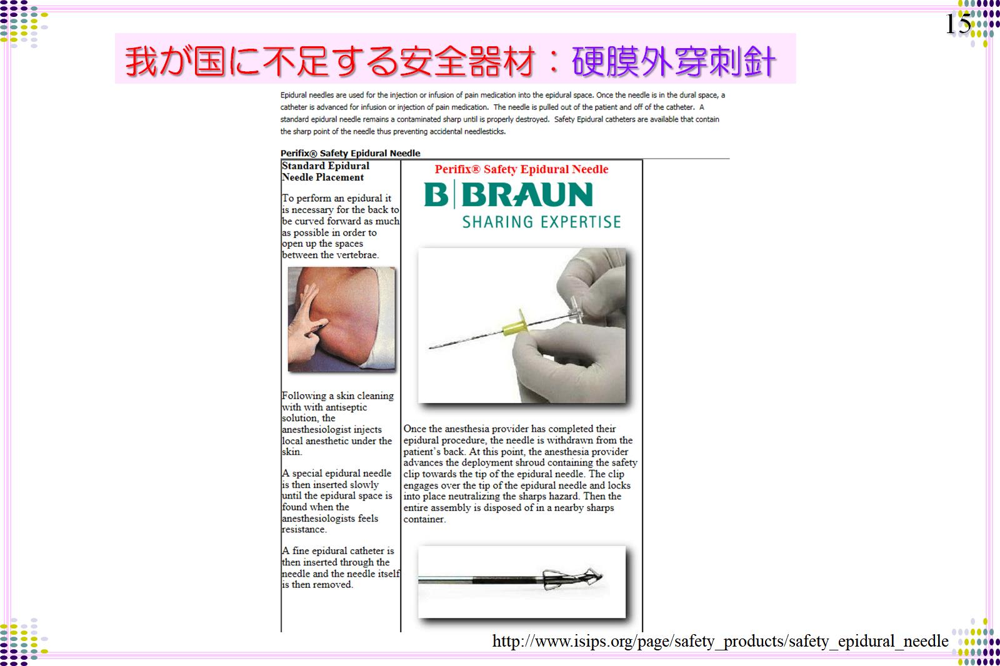 15
我が国に不足する安全器材：硬膜外穿刺針
Epidural needles are used for the injection or infusion of pain medication into the epidural space. Once the needle is in the dural space, a
catheter is advanced for infusion or injection of pain medication. The needle is pulled out of the patient and off of the catheter. A
standard epidural needle remains a contaminated sharp until is properly destroyed. Safety Epidural catheters are available that contain
the sharp point of the needle thus preventing accidental needlesticks.
Perifix® Safety Epidural Needle
Standard Epidural
Needle Placement
To perform an epidural it
is necessary for the back to
be curved forward as much
as possible in order to
open up the spaces
between the vertebrae.
Following a skin cleaning
with with antiseptic
solution, the
anesthesiologist injects
local anesthetic under the
skin.
A special epidural needle
is then inserted slowly
until the epidural space is
found when the
anesthesiologists feels
resistance.
A fine epidural catheter is
then inserted through the
needle and the needle itself
is then removed.
Perifix® Safety Epidural Needle
B|BRAUN
SHARING EXPERTISE
Once the anesthesia provider has completed their
epidural procedure, the needle is withdrawn from the
patient’s back. At this point, the anesthesia provider
advances the deployment shroud containing the safety
clip towards the tip of the epidural needle. The clip
engages over the tip of the epidural needle and locks
into place neutralizing the sharps hazard. Then the
entire assembly is disposed of in a nearby sharps
container.
http://www.isips.org/page/safety_products/safety_epidural_needle